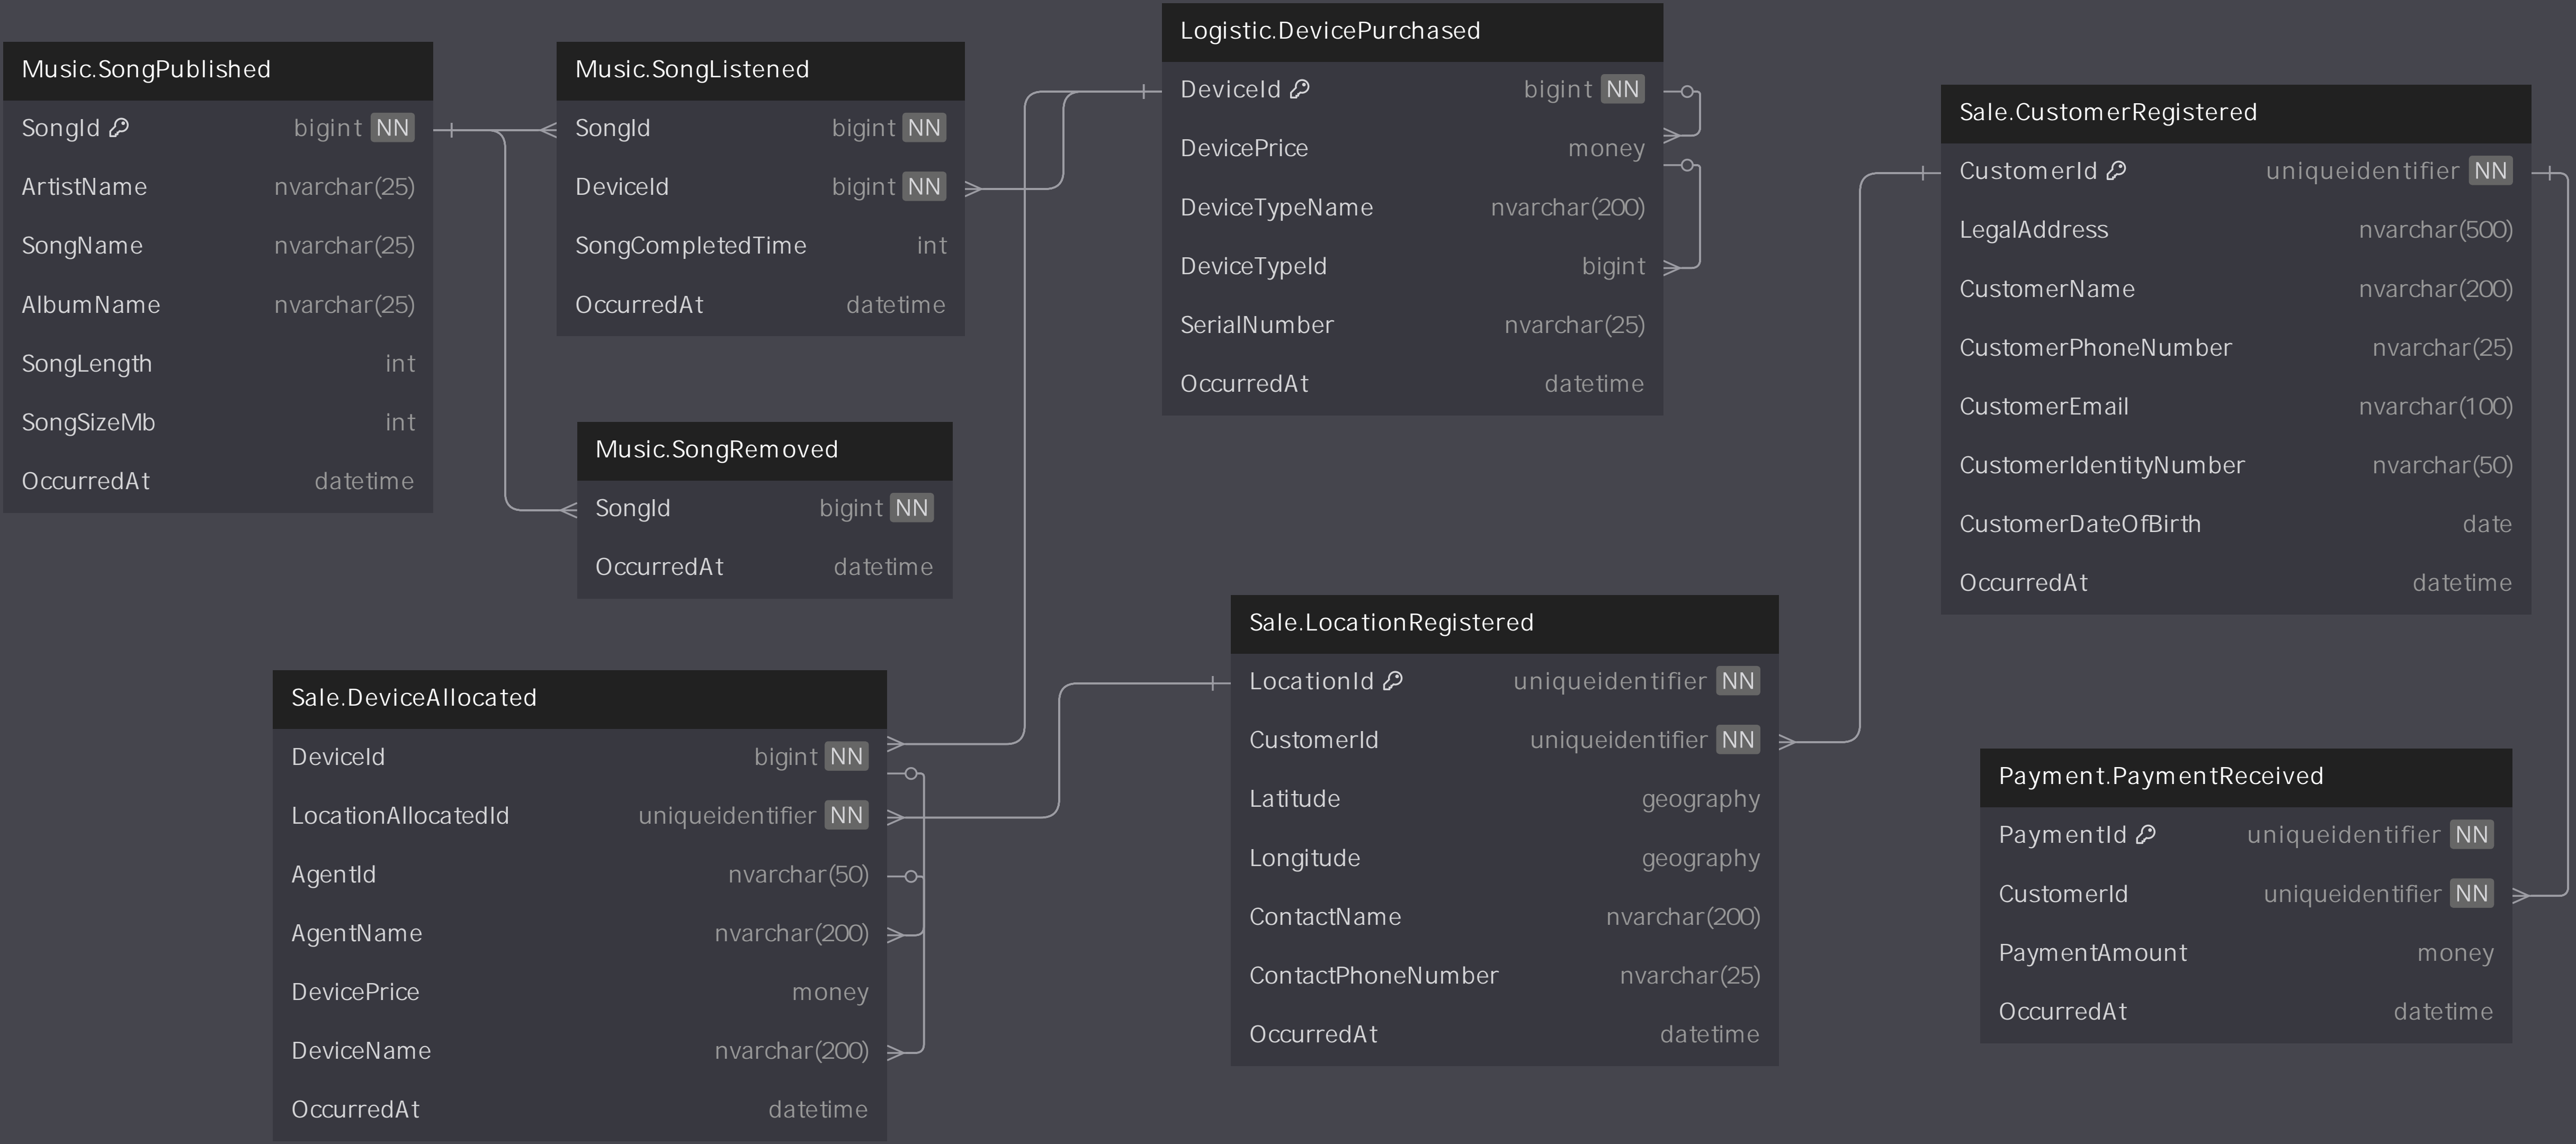 Music.SongPublished
SongId bigint NN
ArtistName nvarchar(25)
SongName nvarchar(25)
AlbumName nvarchar(25)
SongLength int
SongSizeMb int
OccurredAt datetime
Music.SongListened
SongId bigint NN
DeviceId bigint NN
SongCompletedTime int
OccurredAt datetime
Music.SongRemoved
SongId bigint NN
OccurredAt datetime
Logistic.DevicePurchased
DeviceId bigint NN
DevicePrice money
DeviceTypeName nvarchar(200)
DeviceTypeId bigint
SerialNumber nvarchar(25)
OccurredAt datetime
Sale.CustomerRegistered
CustomerId uniqueidentifier NN
LegalAddress nvarchar(500)
CustomerName nvarchar(200)
CustomerPhoneNumber nvarchar(25)
CustomerEmail nvarchar(100)
CustomerIdentityNumber nvarchar(50)
CustomerDateOfBirth date
OccurredAt datetime
Sale.DeviceAllocated
DeviceId bigint NN
LocationAllocatedId uniqueidentifier NN
AgentId nvarchar(50)
AgentName nvarchar(200)
DevicePrice money
DeviceName nvarchar(200)
OccurredAt datetime
Sale.LocationRegistered
LocationId uniqueidentifier NN
CustomerId uniqueidentifier NN
Latitude geography
Longitude geography
ContactName nvarchar(200)
ContactPhoneNumber nvarchar(25)
OccurredAt datetime
Payment.PaymentReceived
PaymentId uniqueidentifier NN
CustomerId uniqueidentifier NN
PaymentAmount money
OccurredAt datetime